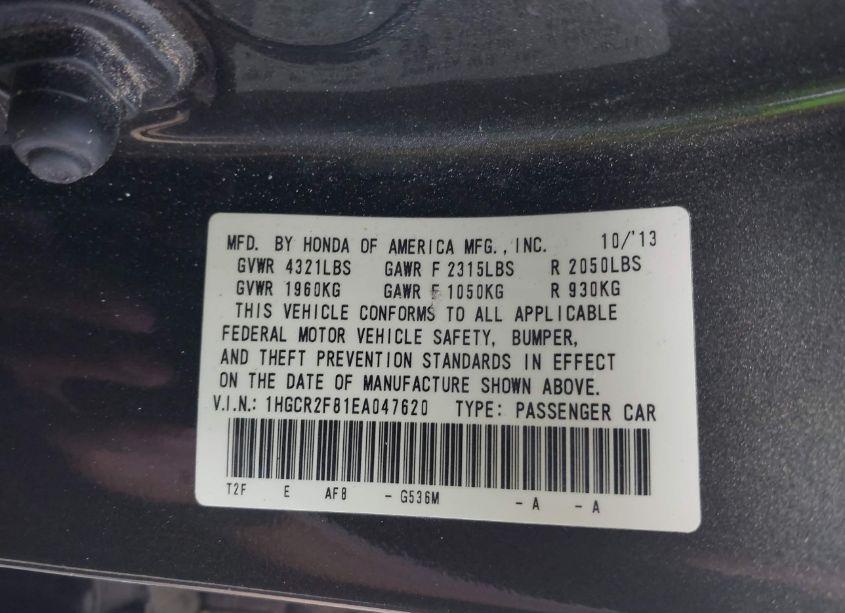 MFD. BY HONDA OF AMERICA MFG., INC. 10/'13
GVWR 4321LBS GAWR F 2315LBS R 2050LBS
GVWR 1960KG GAWR F 1050KG R 930KG
THIS VEHICLE CONFORMS TO ALL APPLICABLE
FEDERAL MOTOR VEHICLE SAFETY, BUMPER,
AND THEFT PREVENTION STANDARDS IN EFFECT
ON THE DATE OF MANUFACTURE SHOWN ABOVE.
V.I.N.: 1HGCR2F81EA047620 TYPE: PASSENGER CAR
T2F E AF8 - G536M - A - A